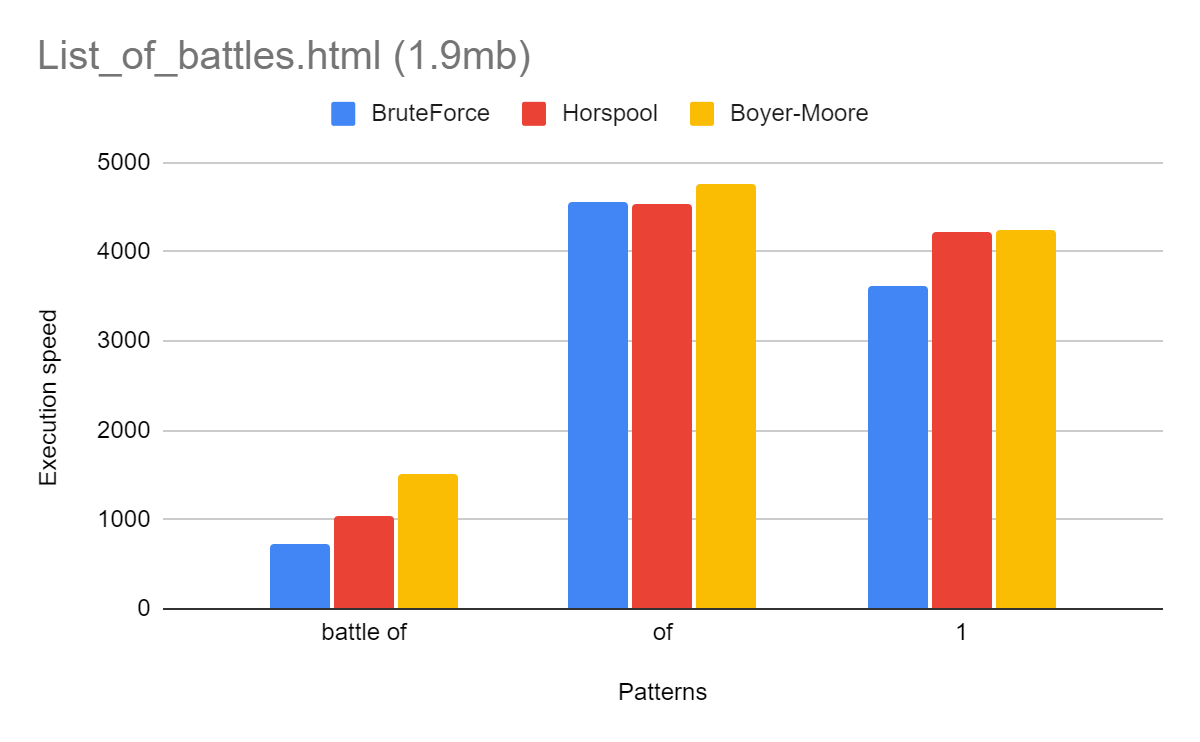 List_of_battles.html (1.9mb)
BruteForce Horspool Boyer-Moore
5000
4000
3000
2000
1000
0
Execution speed
battle of of 1
Patterns